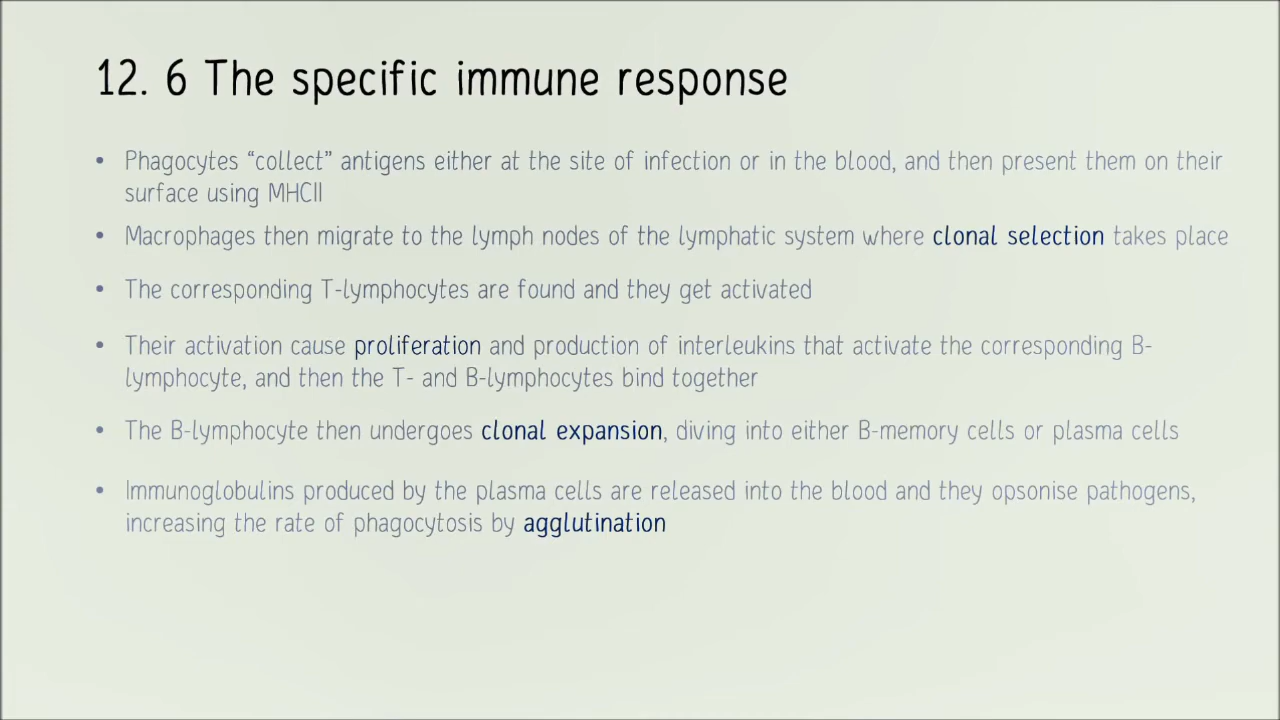 12. 6 The specific immune response
• Phagocytes “collect” antigens either at the site of infection or in the blood, and then present them on their
surface using MHCII
• Macrophages then migrate to the lymph nodes of the lymphatic system where clonal selection takes place
• The corresponding T-lymphocytes are found and they get activated
• Their activation cause proliferation and production of interleukins that activate the corresponding B-
lymphocyte, and then the T- and B-lymphocytes bind together
• The B-lymphocyte then undergoes clonal expansion, diving into either B-memory cells or plasma cells
• Immunoglobulins produced by the plasma cells are released into the blood and they opsonise pathogens,
increasing the rate of phagocytosis by agglutination